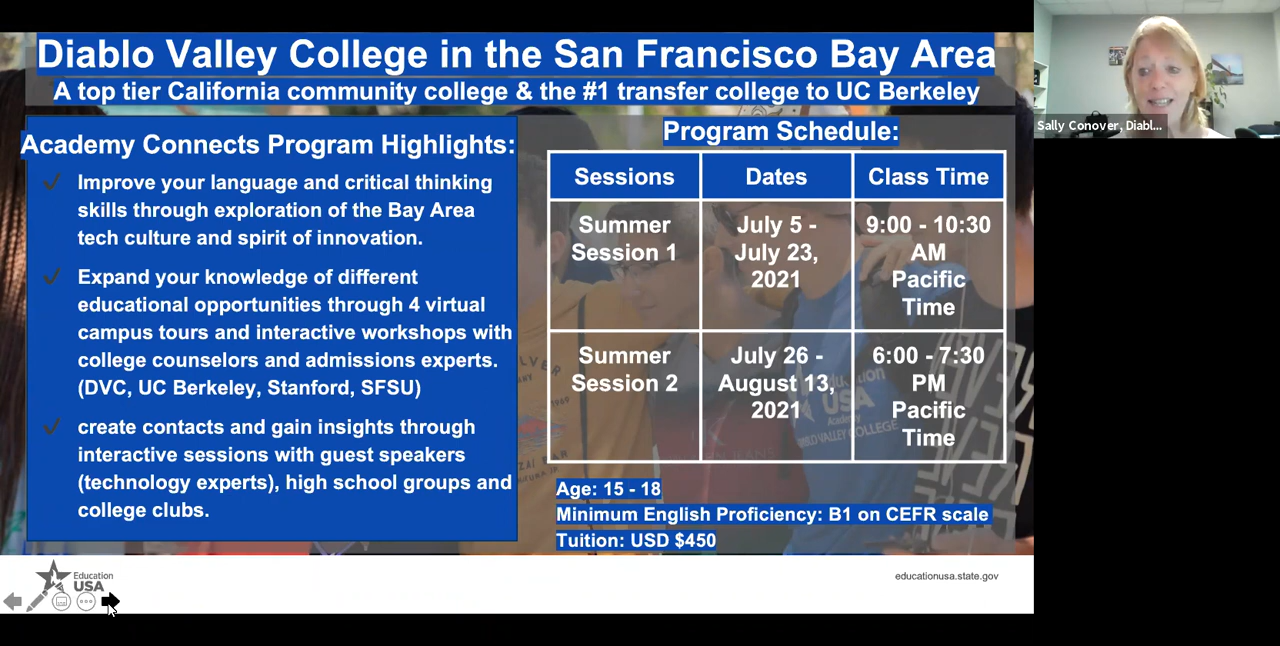 Diablo Valley College in the San Francisco Bay Area
A top tier California community college & the #1 transfer college to UC Berkeley
Academy Connects Program Highlights:
Improve your language and critical thinking
skills through exploration of the Bay Area
tech culture and spirit of innovation.
Expand your knowledge of different
educational opportunities through 4 virtual
campus tours and interactive workshops with
college counselors and admissions experts.
(DVC, UC Berkeley, Stanford, SFSU)
create contacts and gain insights through
interactive sessions with guest speakers
(technology experts), high school groups and
college clubs.
Program Schedule:
Sessions Dates Class Time
Summer
Session 1
July 5 -
July 23,
2021
9:00 - 10:30
AM
Pacific
Time
Summer
Session 2
July 26 -
August 13,
2021
6:00 - 7:30
PM
Pacific
Time
Age: 15 - 18
Minimum English Proficiency: B1 on CEFR scale
Tuition: USD $450
Education
USA
educationusa.state.gov
Sally Conover, Diabl...